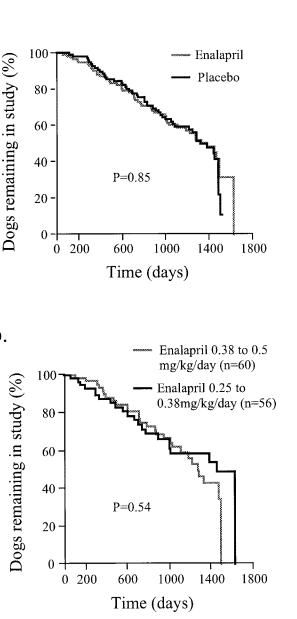 Dogs remaining in study (%)
100
80
60
40
20
0
Enalapril
Placebo
P=0.85
0 200 600 1000 1400 1800
Time (days)
.
Dogs remaining in study (%)
100
80
60
40
20
0
Enalapril 0.38 to 0.5
mg/kg/day (n=60)
Enalapril 0.25 to
0.38mg/kg/day (n=56)
P=0.54
0 200 600 1000 1400 1800
Time (days)